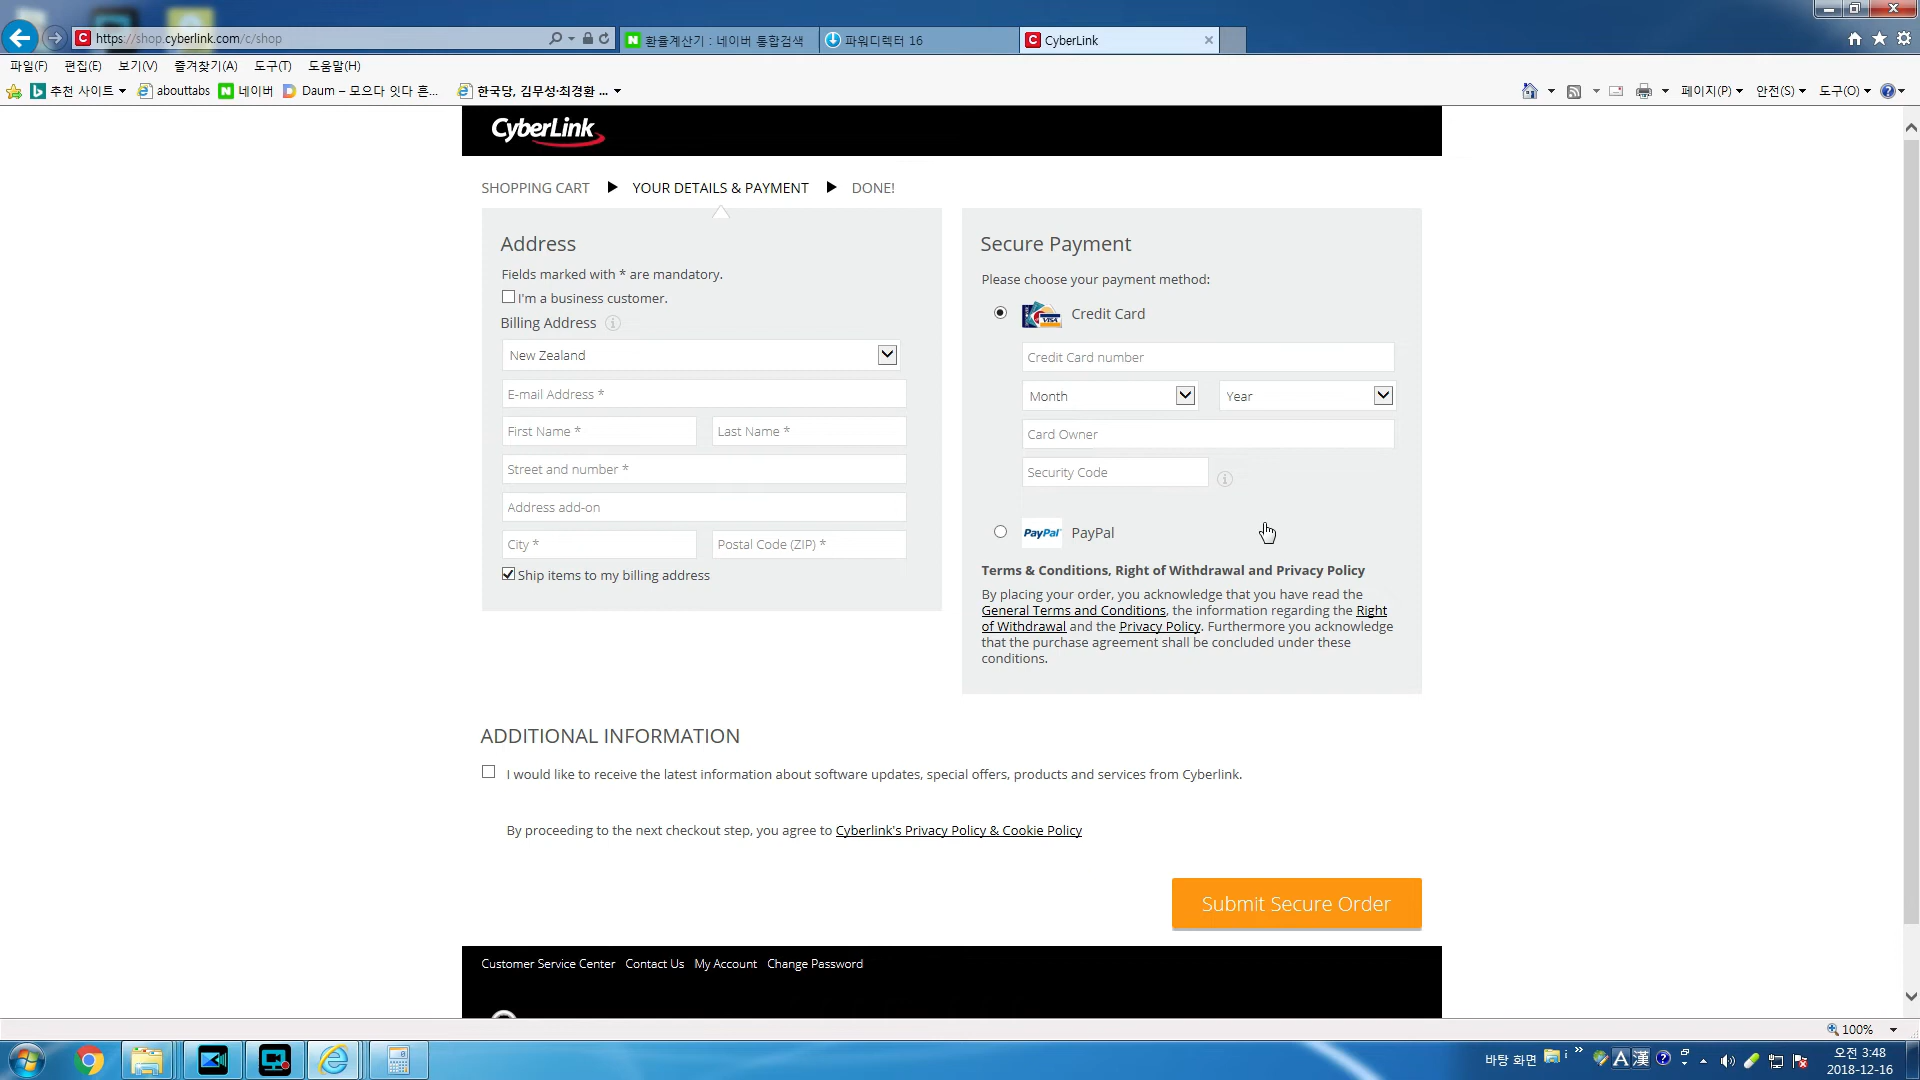 https://shop.cyberlink.com/c/shop
환율계산기 : 네이버 통합검색
파워디렉터 16
CyberLink
파일(F) 편집(E) 보기(V) 즐겨찾기(A) 도구(T) 도움말(H)
추천 사이트
abouttabs
네이버
Daum – 모으다 잇다 흔...
한국당, 김무성·최경환 ...
페이지(P) 안전(S) 도구(O)
CyberLink
SHOPPING CART YOUR DETAILS & PAYMENT DONE!
Address
Fields marked with * are mandatory.
I'm a business customer.
Billing Address
New Zealand
E-mail Address *
First Name * Last Name *
Street and number *
Address add-on
City * Postal Code (ZIP) *
Ship items to my billing address
Secure Payment
Please choose your payment method:
VISA
Credit Card
Credit Card number
Month Year
Card Owner
Security Code
PayPal PayPal
Terms & Conditions, Right of Withdrawal and Privacy Policy
By placing your order, you acknowledge that you have read the
General Terms and Conditions, the information regarding the Right
of Withdrawal and the Privacy Policy. Furthermore you acknowledge
that the purchase agreement shall be concluded under these
conditions.
ADDITIONAL INFORMATION
I would like to receive the latest information about software updates, special offers, products and services from Cyberlink.
By proceeding to the next checkout step, you agree to Cyberlink's Privacy Policy & Cookie Policy
Submit Secure Order
Customer Service Center Contact Us My Account Change Password
100%
바탕 화면
A 漢
오전 3:48
2018-12-16